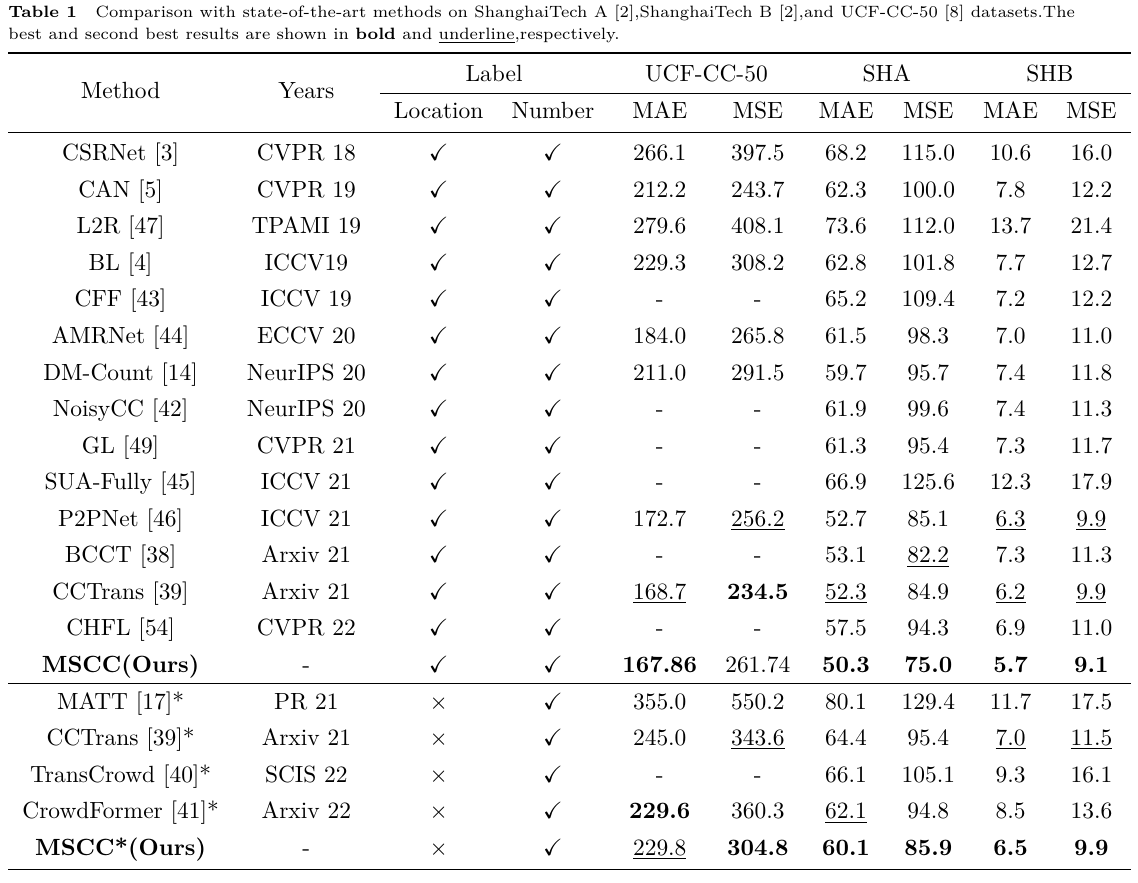 Table 1 Comparison with state-of-the-art methods on ShanghaiTech A [2],ShanghaiTech B [2],and UCF-CC-50 [8] datasets.The
best and second best results are shown in bold and underline,respectively.
Method Years Label UCF-CC-50 SHA SHB
Location Number MAE MSE MAE MSE MAE MSE
CSRNet [3] CVPR 18 ✓ ✓ 266.1 397.5 68.2 115.0 10.6 16.0
CAN [5] CVPR 19 ✓ ✓ 212.2 243.7 62.3 100.0 7.8 12.2
L2R [47] TPAMI 19 ✓ ✓ 279.6 408.1 73.6 112.0 13.7 21.4
BL [4] ICCV19 ✓ ✓ 229.3 308.2 62.8 101.8 7.7 12.7
CFF [43] ICCV 19 ✓ ✓ - - 65.2 109.4 7.2 12.2
AMRNet [44] ECCV 20 ✓ ✓ 184.0 265.8 61.5 98.3 7.0 11.0
DM-Count [14] NeurIPS 20 ✓ ✓ 211.0 291.5 59.7 95.7 7.4 11.8
NoisyCC [42] NeurIPS 20 ✓ ✓ - - 61.9 99.6 7.4 11.3
GL [49] CVPR 21 ✓ ✓ - - 61.3 95.4 7.3 11.7
SUA-Fully [45] ICCV 21 ✓ ✓ - - 66.9 125.6 12.3 17.9
P2PNet [46] ICCV 21 ✓ ✓ 172.7 256.2 52.7 85.1 6.3 9.9
BCCT [38] Arxiv 21 ✓ ✓ - - 53.1 82.2 7.3 11.3
CCTrans [39] Arxiv 21 ✓ ✓ 168.7 234.5 52.3 84.9 6.2 9.9
CHFL [54] CVPR 22 ✓ ✓ - - 57.5 94.3 6.9 11.0
MSCC(Ours) - ✓ ✓ 167.86 261.74 50.3 75.0 5.7 9.1
MATT [17]* PR 21 × ✓ 355.0 550.2 80.1 129.4 11.7 17.5
CCTrans [39]* Arxiv 21 × ✓ 245.0 343.6 64.4 95.4 7.0 11.5
TransCrowd [40]* SCIS 22 × ✓ - - 66.1 105.1 9.3 16.1
CrowdFormer [41]* Arxiv 22 × ✓ 229.6 360.3 62.1 94.8 8.5 13.6
MSCC*(Ours) - × ✓ 229.8 304.8 60.1 85.9 6.5 9.9